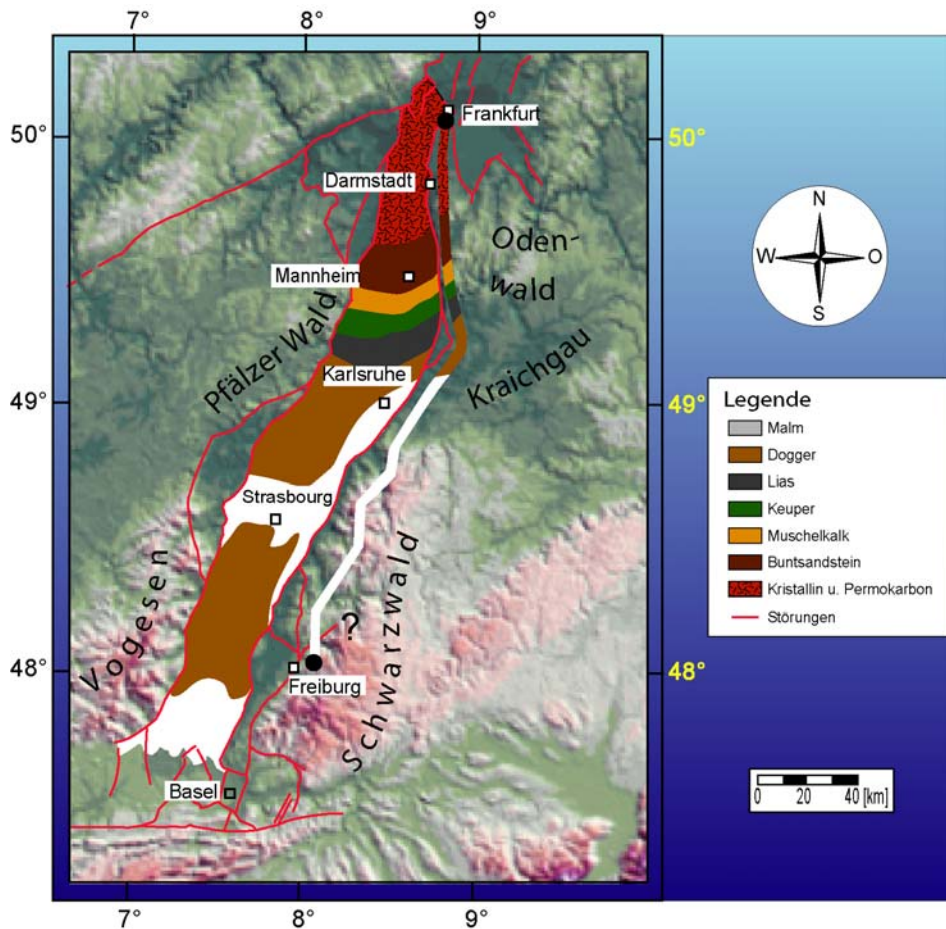 7°
8°
9°
50°
50°
Frankfurt
Darmstadt
Oden-
wald
Mannheim
Pfälzer Wald
Karlsruhe
Kraichgau
49°
49°
Strasbourg
Vogesen
Schwarzwald
?
48°
48°
Freiburg
Basel
7°
8°
9°
N
W
O
S
Legende
Malm
Dogger
Lias
Keuper
Muschelkalk
Buntsandstein
Kristallin u. Permokarbon
Störungen
0 20 40 [km]